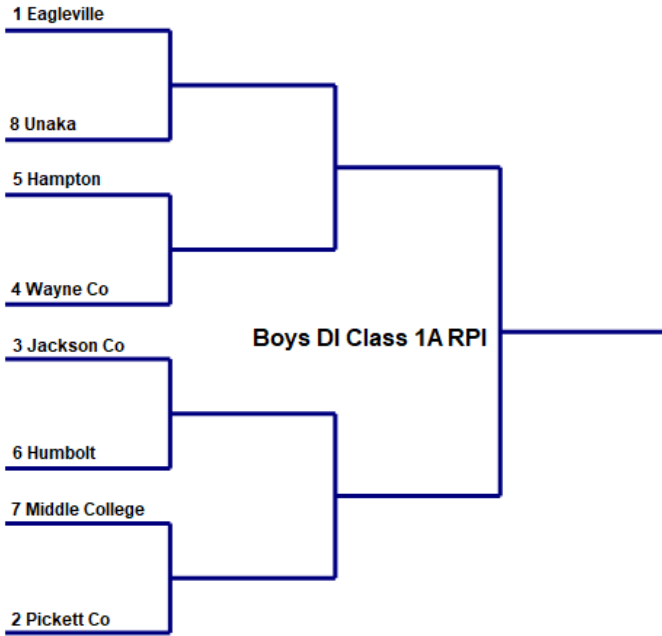 1 Eagleville
8 Unaka
5 Hampton
4 Wayne Co
Boys DI Class 1A RPI
3 Jackson Co
6 Humbolt
7 Middle College
2 Pickett Co